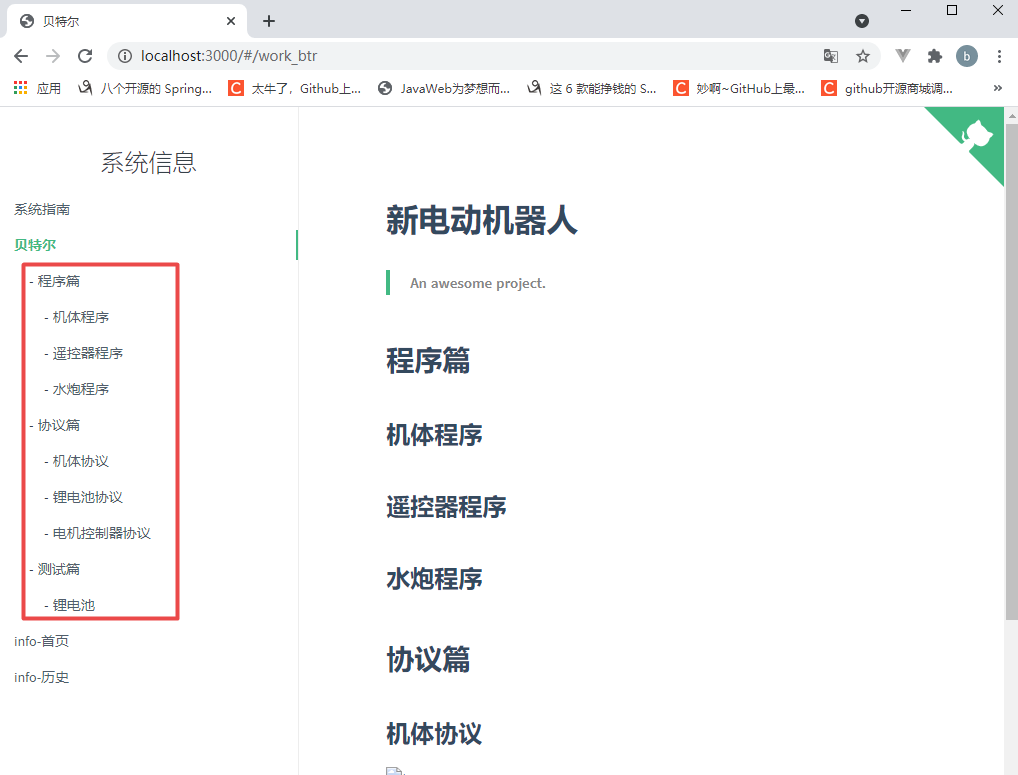 贝特尔
localhost:3000/#/work_btr
b
应用
八个开源的 Spring...
太牛了，Github上...
JavaWeb为梦想而...
这 6 款能挣钱的 S...
妙啊~GitHub上最...
github开源商城调...
»
系统信息
系统指南
贝特尔
- 程序篇
- 机体程序
- 遥控器程序
- 水炮程序
- 协议篇
- 机体协议
- 锂电池协议
- 电机控制器协议
- 测试篇
- 锂电池
info-首页
info-历史
新电动机器人
An awesome project.
程序篇
机体程序
遥控器程序
水炮程序
协议篇
机体协议